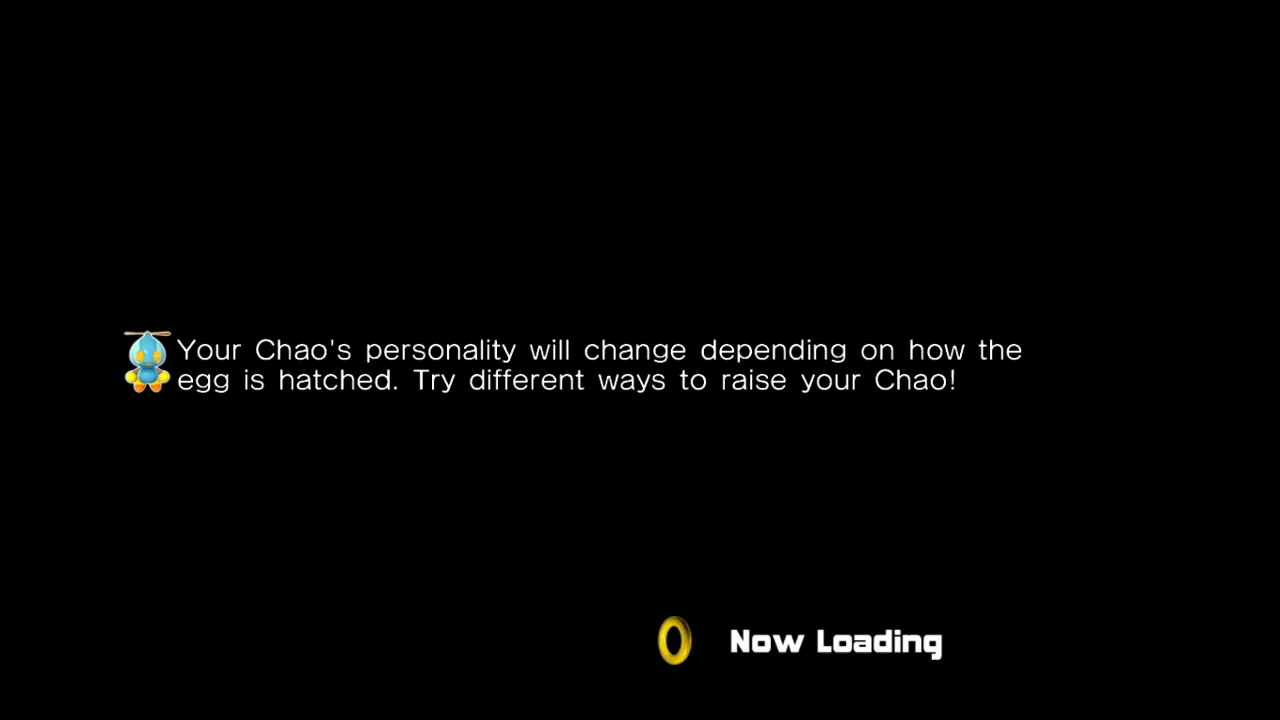 Your Chao's personality will change depending on how the
egg is hatched. Try different ways to raise your Chao!
Now Loading